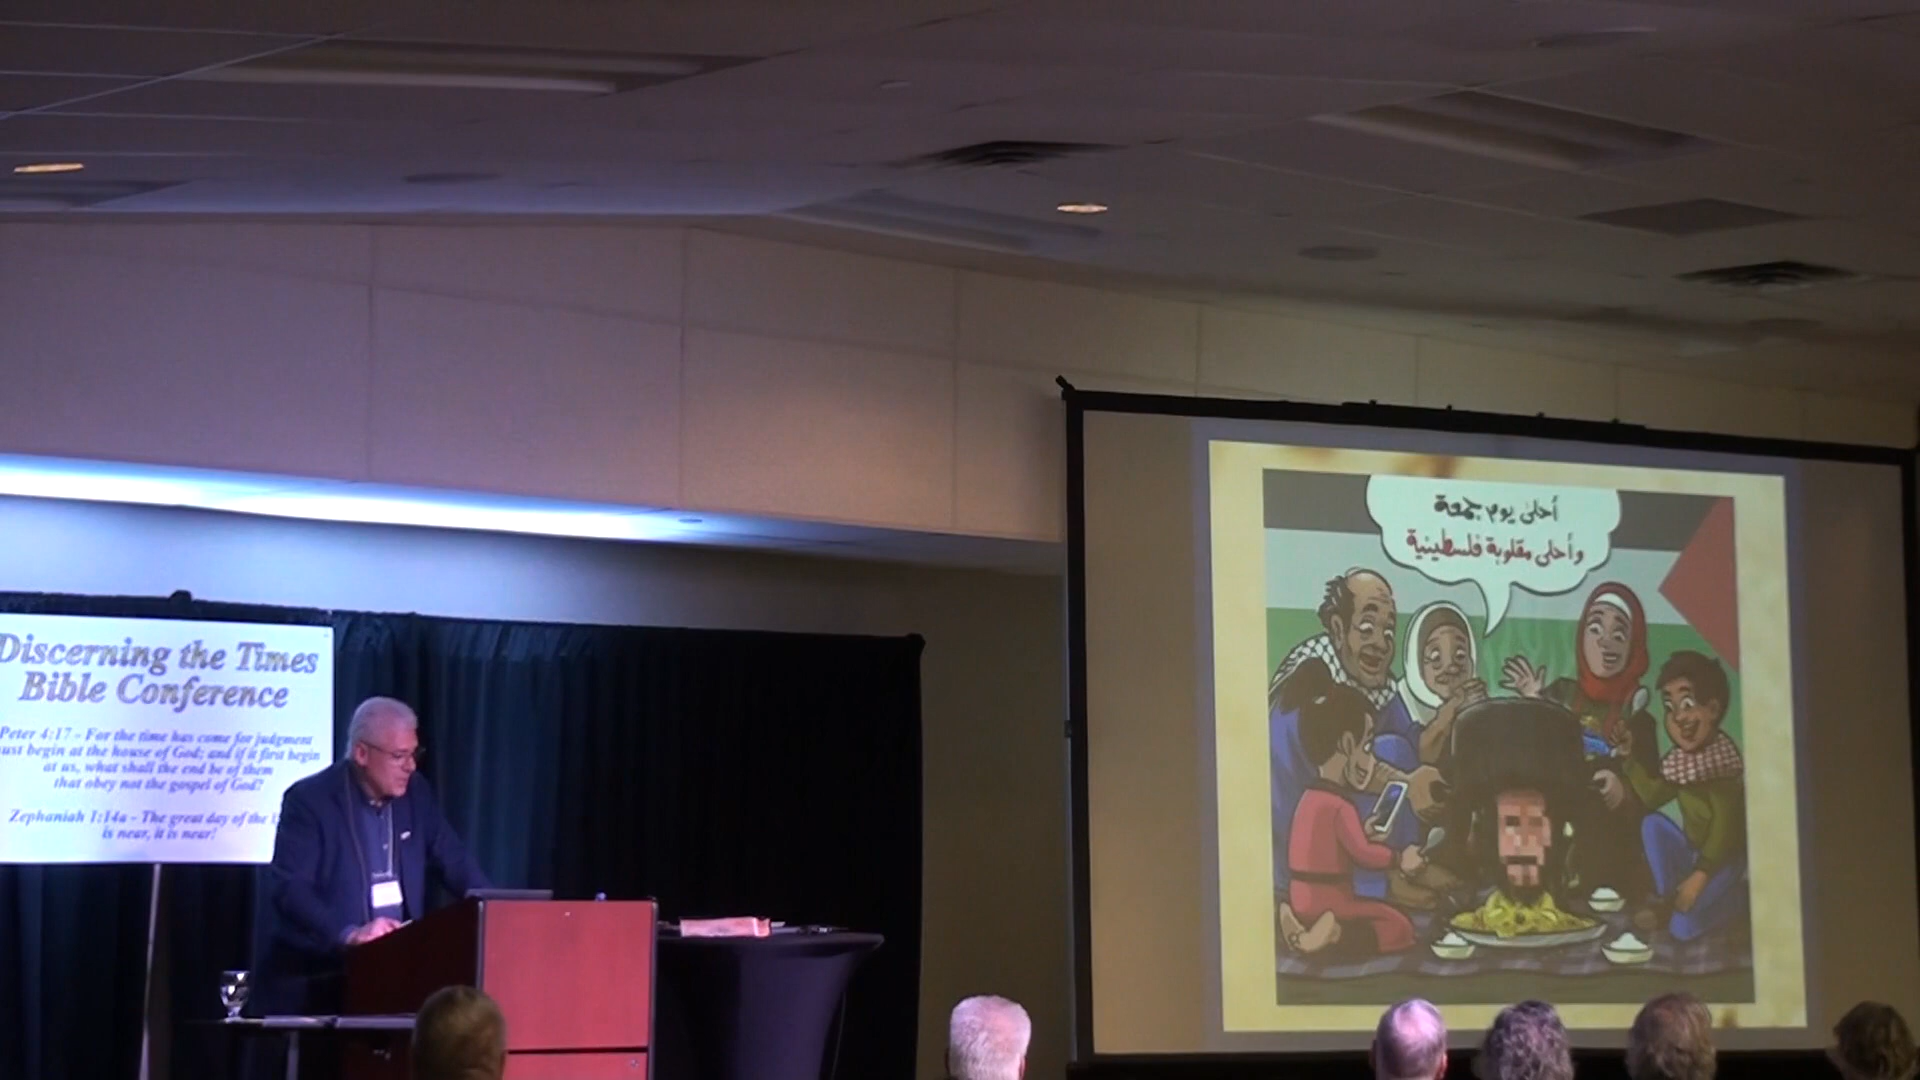 Discerning the Times
Bible Conference
Peter 4:17 - For the time has come for judgment
must begin at the house of God; and if it first begin
at us, what shall the end be of them
that obey not the gospel of God?
Zephaniah 1:14a - The great day of the
is near, it is near!
أحلى يوم جمعة
وأحلى مقلوبة فلسطينية